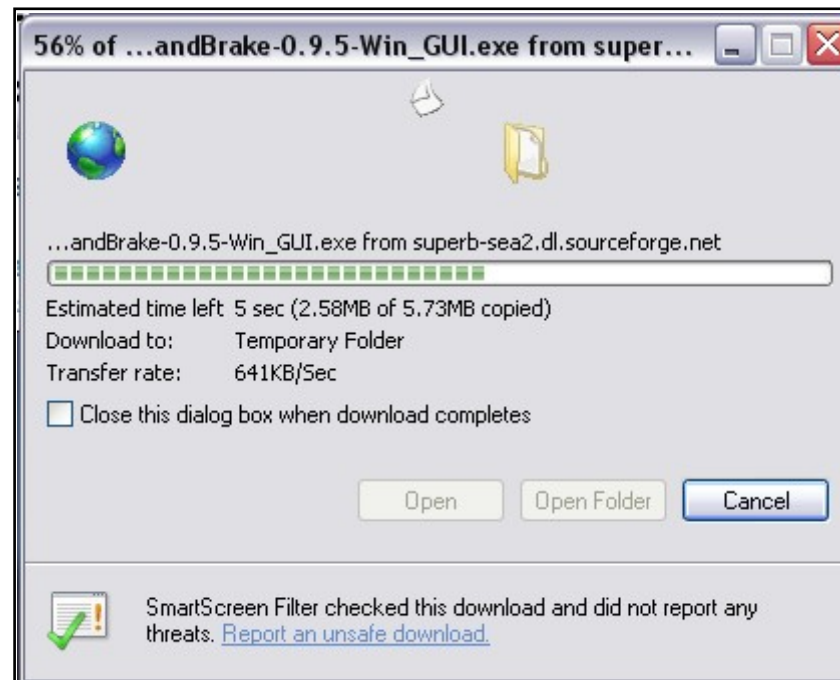 56% of ...andBrake-0.9.5-Win_GUI.exe from super...
...andBrake-0.9.5-Win_GUI.exe from superb-sea2.dl.sourceforge.net
Estimated time left 5 sec (2.58MB of 5.73MB copied)
Download to: Temporary Folder
Transfer rate: 641KB/Sec
Close this dialog box when download completes
Open Open Folder Cancel
SmartScreen Filter checked this download and did not report any
threats. Report an unsafe download.